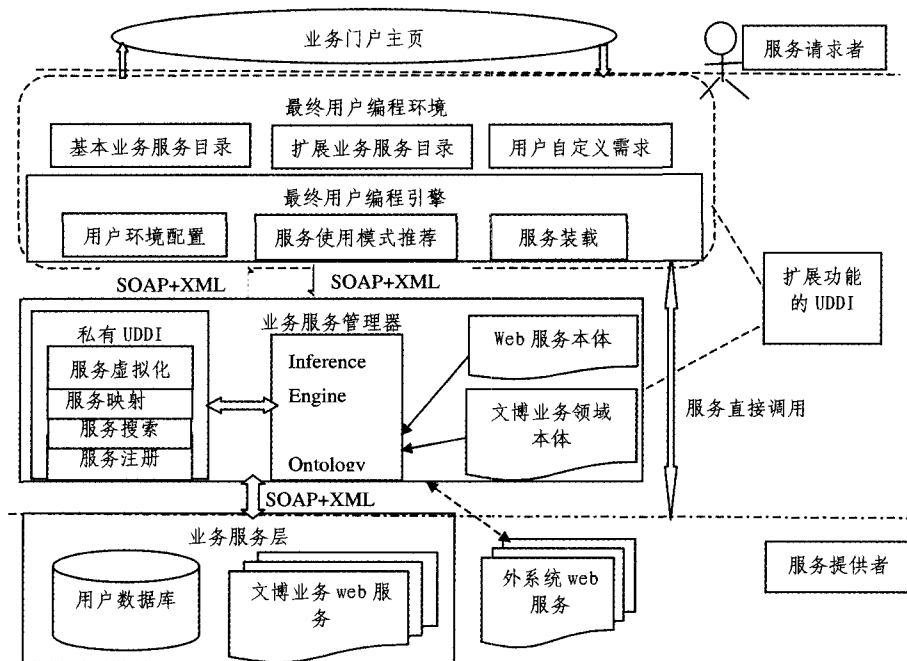 业务门户主页
服务请求者
最终用户编程环境
基本业务服务目录
扩展业务服务目录
用户自定义需求
最终用户编程引擎
用户环境配置
服务使用模式推荐
服务装载
SOAP+XML
SOAP+XML
扩展功能
的 UDDI
私有 UDDI
业务服务管理器
服务虚拟化
服务映射
服务搜索
服务注册
Inference
Engine
Ontology
Web 服务本体
文博业务领域
本体
服务直接调用
SOAP+XML
业务服务层
用户数据库
文博业务 web 服
务
外系统 web
服务
服务提供者